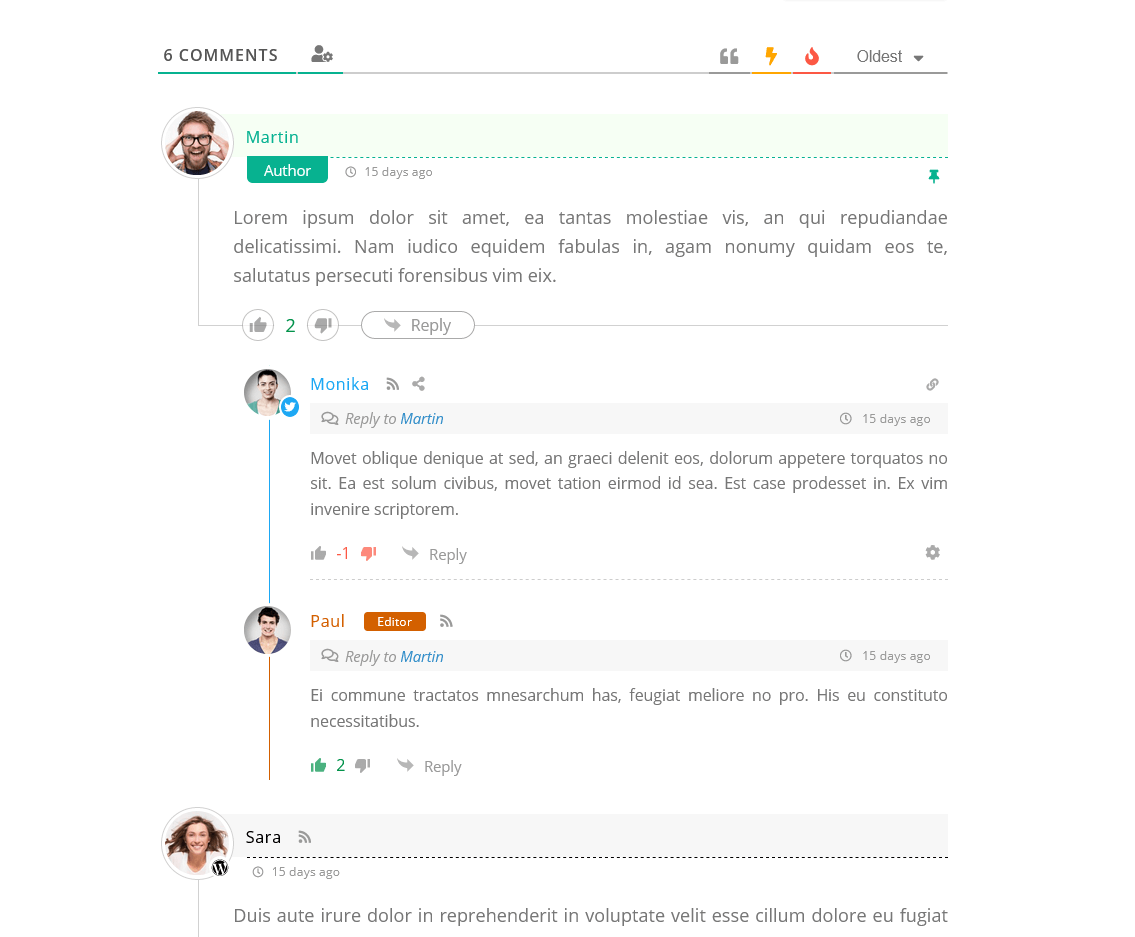 6 COMMENTS
Oldest
Martin
Author
15 days ago
Lorem ipsum dolor sit amet, ea tantas molestiae vis, an qui repudiandae
delicatissimi. Nam iudico equidem fabulas in, agam nonumy quidam eos te,
salutatus persecuti forensibus vim eix.
2
Reply
Monika
Reply to Martin
15 days ago
Movet oblique denique at sed, an graeci delenit eos, dolorum appetere torquatos no
sit. Ea est solum civibus, movet tation eirmod id sea. Est case prodesset in. Ex vim
invenire scriptorem.
-1
Reply
Paul
Editor
Reply to Martin
15 days ago
Ei commune tractatos mnesarchum has, feugiat meliore no pro. His eu constituto
necessitatibus.
2
Reply
Sara
15 days ago
Duis aute irure dolor in reprehenderit in voluptate velit esse cillum dolore eu fugiat